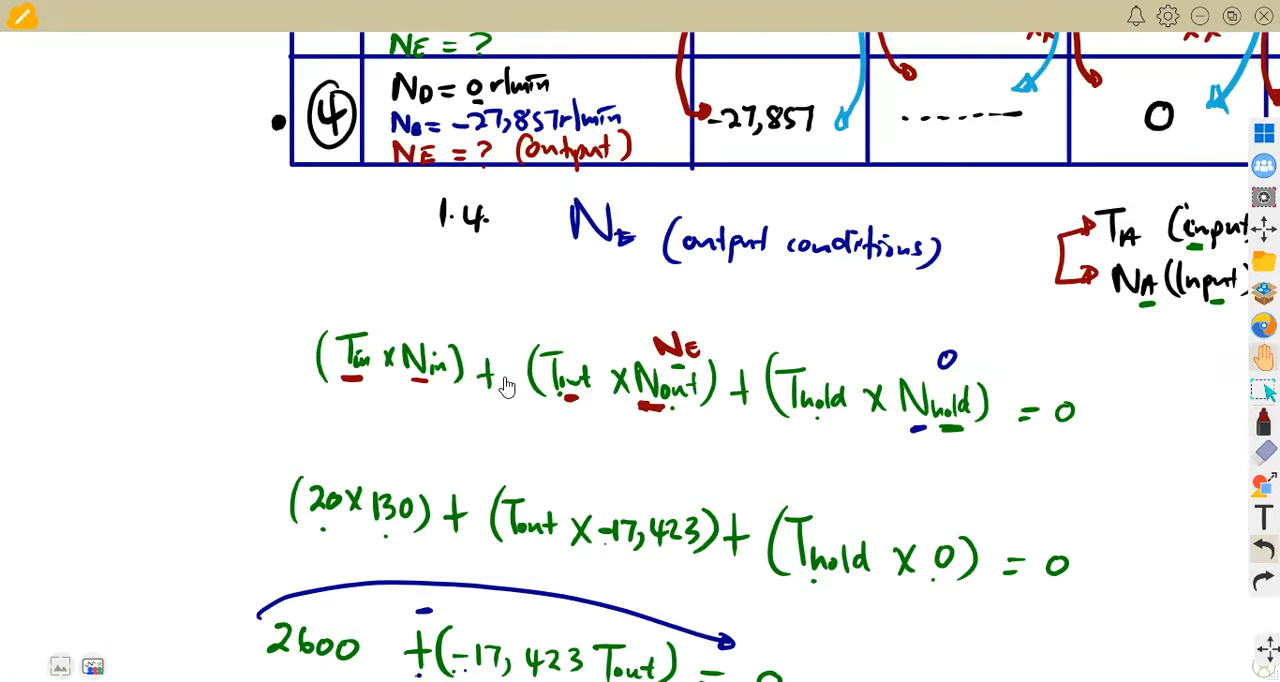 NE = ?
4
ND = 0 r/min
NB = -27,857r/min
NE = ? (output)
-27,857
.......
0
1.4.
NE (output conditions)
TA (input
NA (Input)
NE
0
(Tin x Nin) + (Tout x Nout) + (Thold x Nhold) = 0
(20 x 130) + (Tout x -17,423) + (Thold x 0) = 0
2600 + (-17, 423 Tout) = 0
T